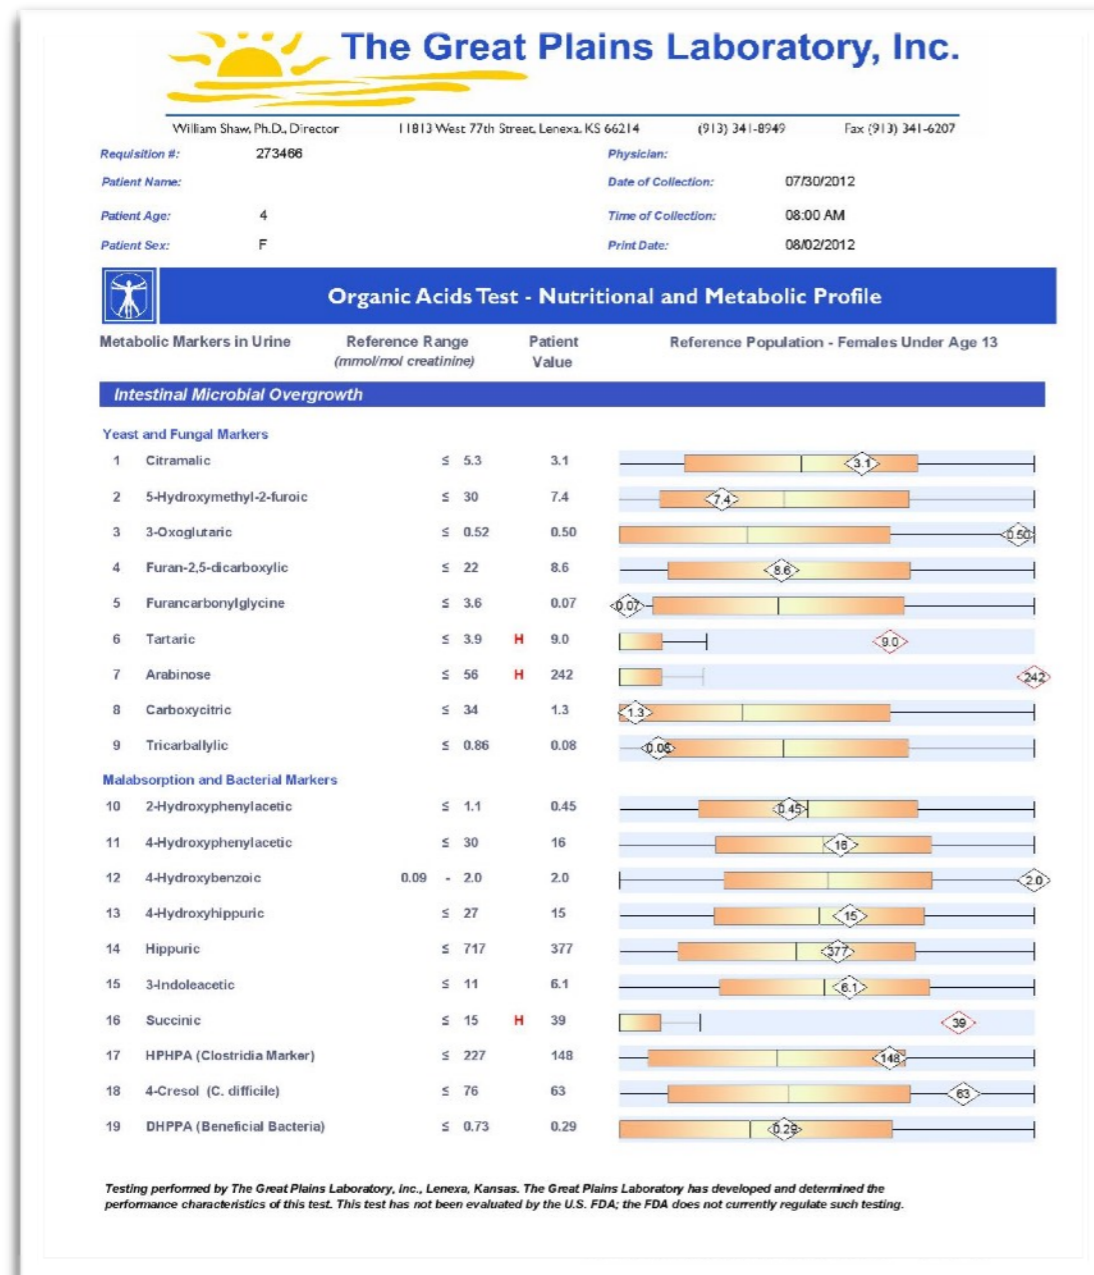 The Great Plains Laboratory, Inc.
William Shaw, Ph.D., Director 11813 West 77th Street, Lenexa, KS 66214 (913) 341-8949 Fax (913) 341-6207
Requisition #: 273466 Physician:
Patient Name: Date of Collection: 07/30/2012
Patient Age: 4 Time of Collection: 08:00 AM
Patient Sex: F Print Date: 08/02/2012
Organic Acids Test - Nutritional and Metabolic Profile
Metabolic Markers in Urine Reference Range Patient Reference Population - Females Under Age 13
(mmol/mol creatinine) Value
Intestinal Microbial Overgrowth
Yeast and Fungal Markers
1 Citramalic ≤ 5.3 3.1 3.1
2 5-Hydroxymethyl-2-furoic ≤ 30 7.4 7.4
3 3-Oxoglutaric ≤ 0.52 0.50 0.50
4 Furan-2,5-dicarboxylic ≤ 22 8.6 8.6
5 Furancarbonylglycine ≤ 3.6 0.07 0.07
6 Tartaric ≤ 3.9 H 9.0 9.0
7 Arabinose ≤ 56 H 242 242
8 Carboxycitric ≤ 34 1.3 1.3
9 Tricarballylic ≤ 0.86 0.08 0.08
Malabsorption and Bacterial Markers
10 2-Hydroxyphenylacetic ≤ 1.1 0.45 0.45
11 4-Hydroxyphenylacetic ≤ 30 16 16
12 4-Hydroxybenzoic 0.09 - 2.0 2.0 2.0
13 4-Hydroxyhippuric ≤ 27 15 15
14 Hippuric ≤ 717 377 377
15 3-Indoleacetic ≤ 11 6.1 6.1
16 Succinic ≤ 15 H 39 39
17 HPHPA (Clostridia Marker) ≤ 227 148 148
18 4-Cresol (C. difficile) ≤ 76 63 63
19 DHPPA (Beneficial Bacteria) ≤ 0.73 0.29 0.29
Testing performed by The Great Plains Laboratory, Inc., Lenexa, Kansas. The Great Plains Laboratory has developed and determined the
performance characteristics of this test. This test has not been evaluated by the U.S. FDA; the FDA does not currently regulate such testing.